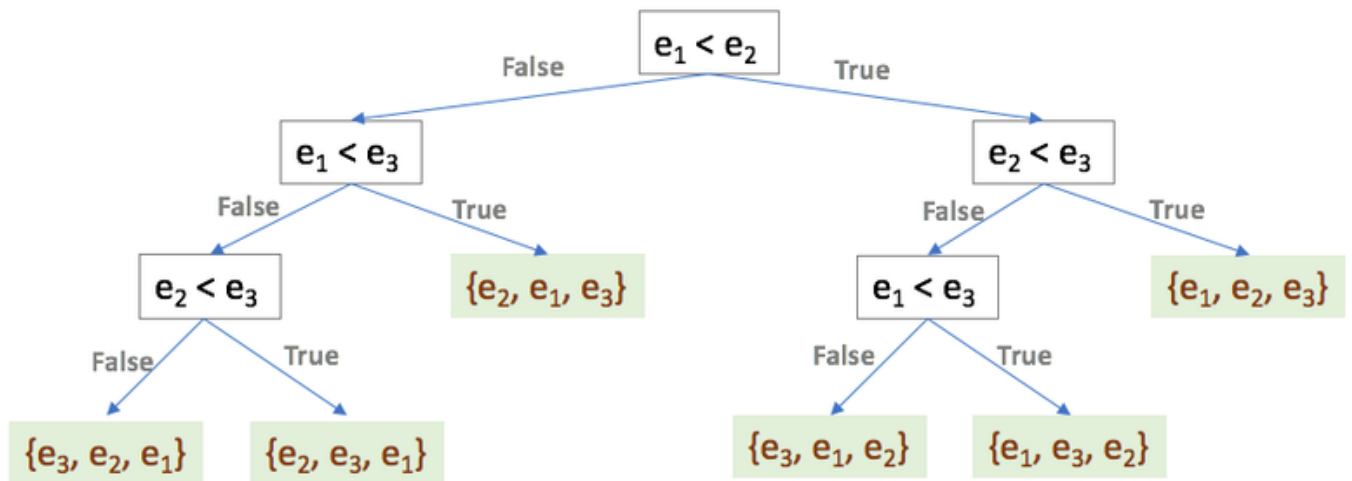 e₁ < e₂
False
True
e₁ < e₃
e₂ < e₃
False
True
False
True
e₂ < e₃
{e₂, e₁, e₃}
e₁ < e₃
{e₁, e₂, e₃}
False
True
False
True
{e₃, e₂, e₁}
{e₂, e₃, e₁}
{e₃, e₁, e₂}
{e₁, e₃, e₂}